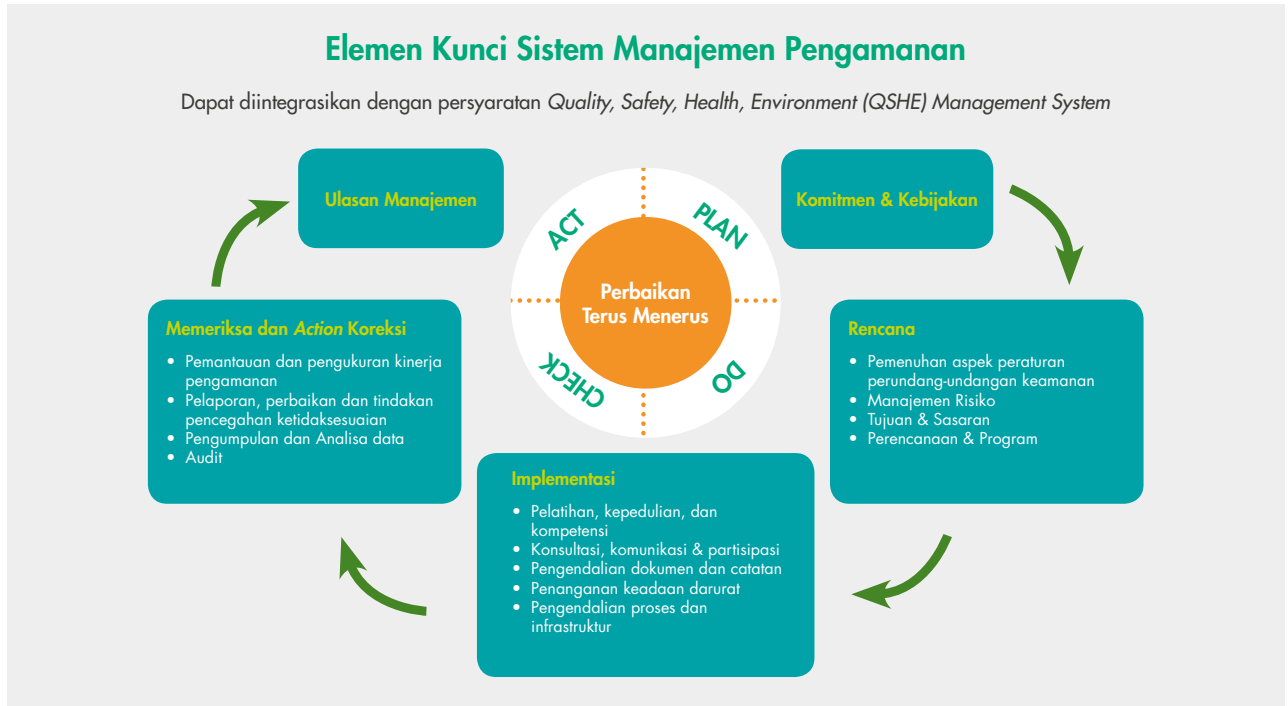 Elemen Kunci Sistem Manajemen Pengamanan
Dapat diintegrasikan dengan persyaratan Quality, Safety, Health, Environment (QSHE) Management System
Ulasan Manajemen
ACT
PLAN
Komitmen & Kebijakan
Perbaikan
Terus Menerus
CHECK
DO
Memeriksa dan Action Koreksi
• Pemantauan dan pengukuran kinerja
pengamanan
• Pelaporan, perbaikan dan tindakan
pencegahan ketidaksesuaian
• Pengumpulan dan Analisa data
• Audit
Rencana
• Pemenuhan aspek peraturan
perundang-undangan keamanan
• Manajemen Risiko
• Tujuan & Sasaran
• Perencanaan & Program
Implementasi
• Pelatihan, kepedulian, dan
kompetensi
• Konsultasi, komunikasi & partisipasi
• Pengendalian dokumen dan catatan
• Penanganan keadaan darurat
• Pengendalian proses dan
infrastruktur